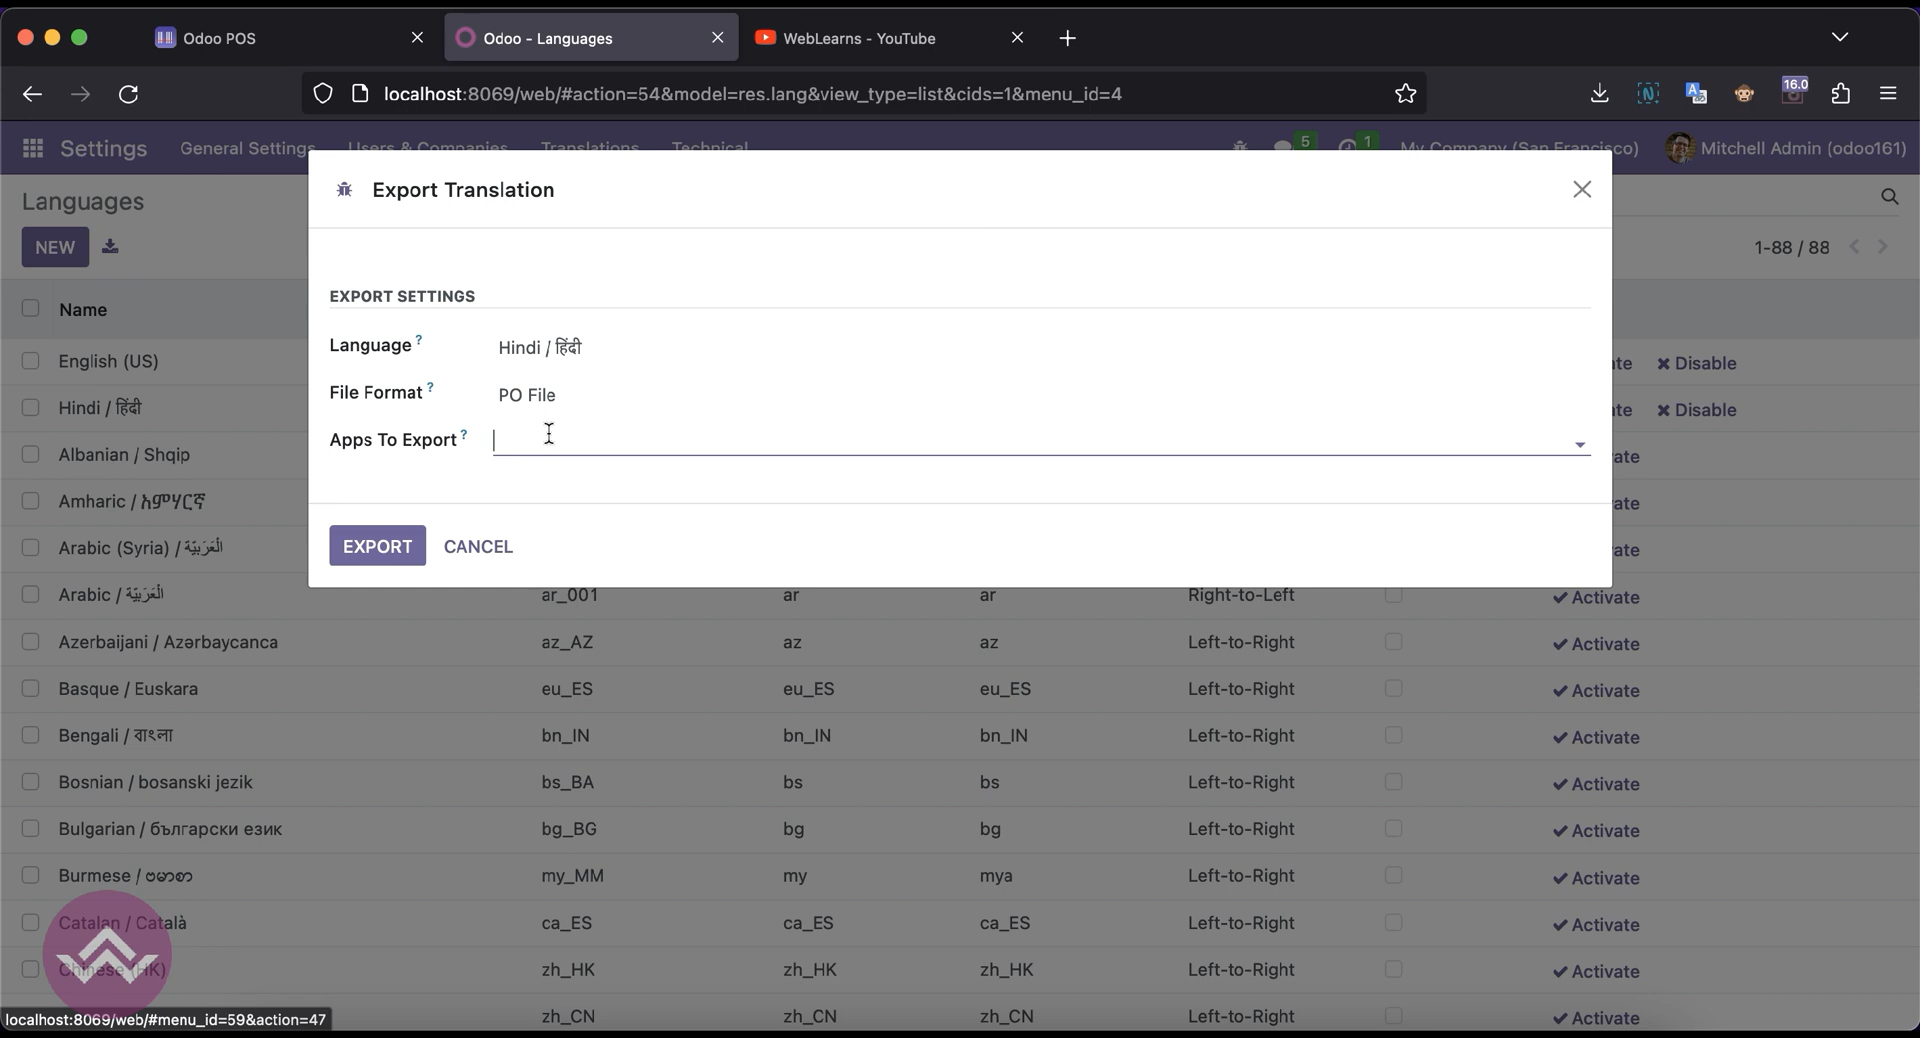 Odoo POS
Odoo - Languages
WebLearns - YouTube
localhost:8069/web/#action=54&model=res.lang&view_type=list&cids=1&menu_id=4
16.0
Settings General Settings Users & Companies Translations Technical 5 1 My Company (San Francisco) Mitchell Admin (odoo161)
Languages
NEW
1-88 / 88
Export Translation
EXPORT SETTINGS
Language ? Hindi / हिंदी
File Format ? PO File
Apps To Export ?
EXPORT CANCEL
Name
English (US) Disable
Hindi / हिंदी Disable
Albanian / Shqip
Amharic / አምሃርኛ
Arabic (Syria) / الْعَرَبيّة
Arabic / الْعَرَبيّة ar_001 ar ar Right-to-Left Activate
Azerbaijani / Azərbaycanca az_AZ az az Left-to-Right Activate
Basque / Euskara eu_ES eu_ES eu_ES Left-to-Right Activate
Bengali / বাংলা bn_IN bn_IN bn_IN Left-to-Right Activate
Bosnian / bosanski jezik bs_BA bs bs Left-to-Right Activate
Bulgarian / български език bg_BG bg bg Left-to-Right Activate
Burmese / ဗမာစာ my_MM my mya Left-to-Right Activate
Catalan / Català ca_ES ca_ES ca_ES Left-to-Right Activate
Chinese (HK) zh_HK zh_HK zh_HK Left-to-Right Activate
zh_CN zh_CN zh_CN Left-to-Right Activate
localhost:8069/web/#menu_id=59&action=47